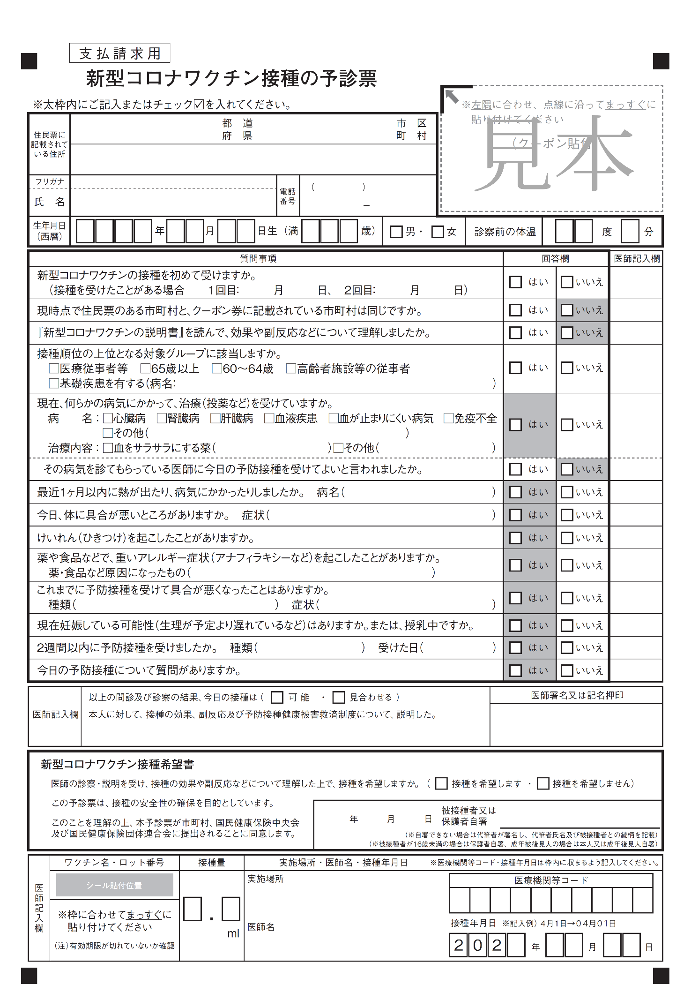 支払請求用
新型コロナワクチン接種の予診票
※太枠内にご記入またはチェック☑を入れてください。
※左隅に合わせ、点線に沿ってまっすぐに
貼り付けてください
(クーポン貼付
見本
住民票に
記載されて
いる住所
都 道
府 県
市 区
町 村
フリガナ
氏 名
電話
番号
( )
–
生年月日
(西暦)
年 月 日生 (満 歳)
□男・ □女
診察前の体温
度 分
質問事項 回答欄 医師記入欄
新型コロナワクチンの接種を初めて受けますか。
(接種を受けたことがある場合 1回目: 月 日、 2回目: 月 日)
□ はい □ いいえ
現時点で住民票のある市町村と、クーポン券に記載されている市町村は同じですか。 □ はい □ いいえ
『新型コロナワクチンの説明書』を読んで、効果や副反応などについて理解しましたか。 □ はい □ いいえ
接種順位の上位となる対象グループに該当しますか。
□医療従事者等 □65歳以上 □60〜64歳 □高齢者施設等の従事者
□基礎疾患を有する(病名: )
□ はい □ いいえ
現在、何らかの病気にかかって、治療(投薬など)を受けていますか。
病 名:□心臓病 □腎臓病 □肝臓病 □血液疾患 □血が止まりにくい病気 □免疫不全
□その他( )
治療内容:□血をサラサラにする薬( )□その他( )
□ はい □ いいえ
その病気を診てもらっている医師に今日の予防接種を受けてよいと言われましたか。 □ はい □ いいえ
最近1ヶ月以内に熱が出たり、病気にかかったりしましたか。 病名( ) □ はい □ いいえ
今日、体に具合が悪いところがありますか。 症状( ) □ はい □ いいえ
けいれん(ひきつけ)を起こしたことがありますか。 □ はい □ いいえ
薬や食品などで、重いアレルギー症状(アナフィラキシーなど)を起こしたことがありますか。
薬・食品など原因になったもの( )
□ はい □ いいえ
これまでに予防接種を受けて具合が悪くなったことはありますか。
種類( ) 症状( )
□ はい □ いいえ
現在妊娠している可能性(生理が予定より遅れているなど)はありますか。または、授乳中ですか。 □ はい □ いいえ
2週間以内に予防接種を受けましたか。 種類( ) 受けた日( ) □ はい □ いいえ
今日の予防接種について質問がありますか。 □ はい □ いいえ
医師記入欄
以上の問診及び診察の結果、今日の接種は( □ 可能 ・ □ 見合わせる )
本人に対して、接種の効果、副反応及び予防接種健康被害救済制度について、説明した。
医師署名又は記名押印
新型コロナワクチン接種希望書
医師の診察・説明を受け、接種の効果や副反応などについて理解した上で、接種を希望しますか。( □ 接種を希望します ・ □ 接種を希望しません)
この予診票は、接種の安全性の確保を目的としています。
このことを理解の上、本予診票が市町村、国民健康保険中央会
及び国民健康保険団体連合会に提出されることに同意します。
年 月 日
被接種者又は
保護者自署
(※自署できない場合は代筆者が署名し、代筆者氏名及び被接種者との続柄を記載)
(※被接種者が16歳未満の場合は保護者自署、成年被後見人の場合は本人又は成年後見人自署)
医師記入欄
ワクチン名・ロット番号 接種量 実施場所・医師名・接種年月日 ※医療機関等コード・接種年月日は枠内に収まるよう記入してください。
シール貼付位置
※枠に合わせてまっすぐに
貼り付けてください
(注)有効期限が切れていないか確認
.
ml
実施場所
医師名
医療機関等コード
接種年月日 ※記入例)4月1日→04月01日
202 年 月 日